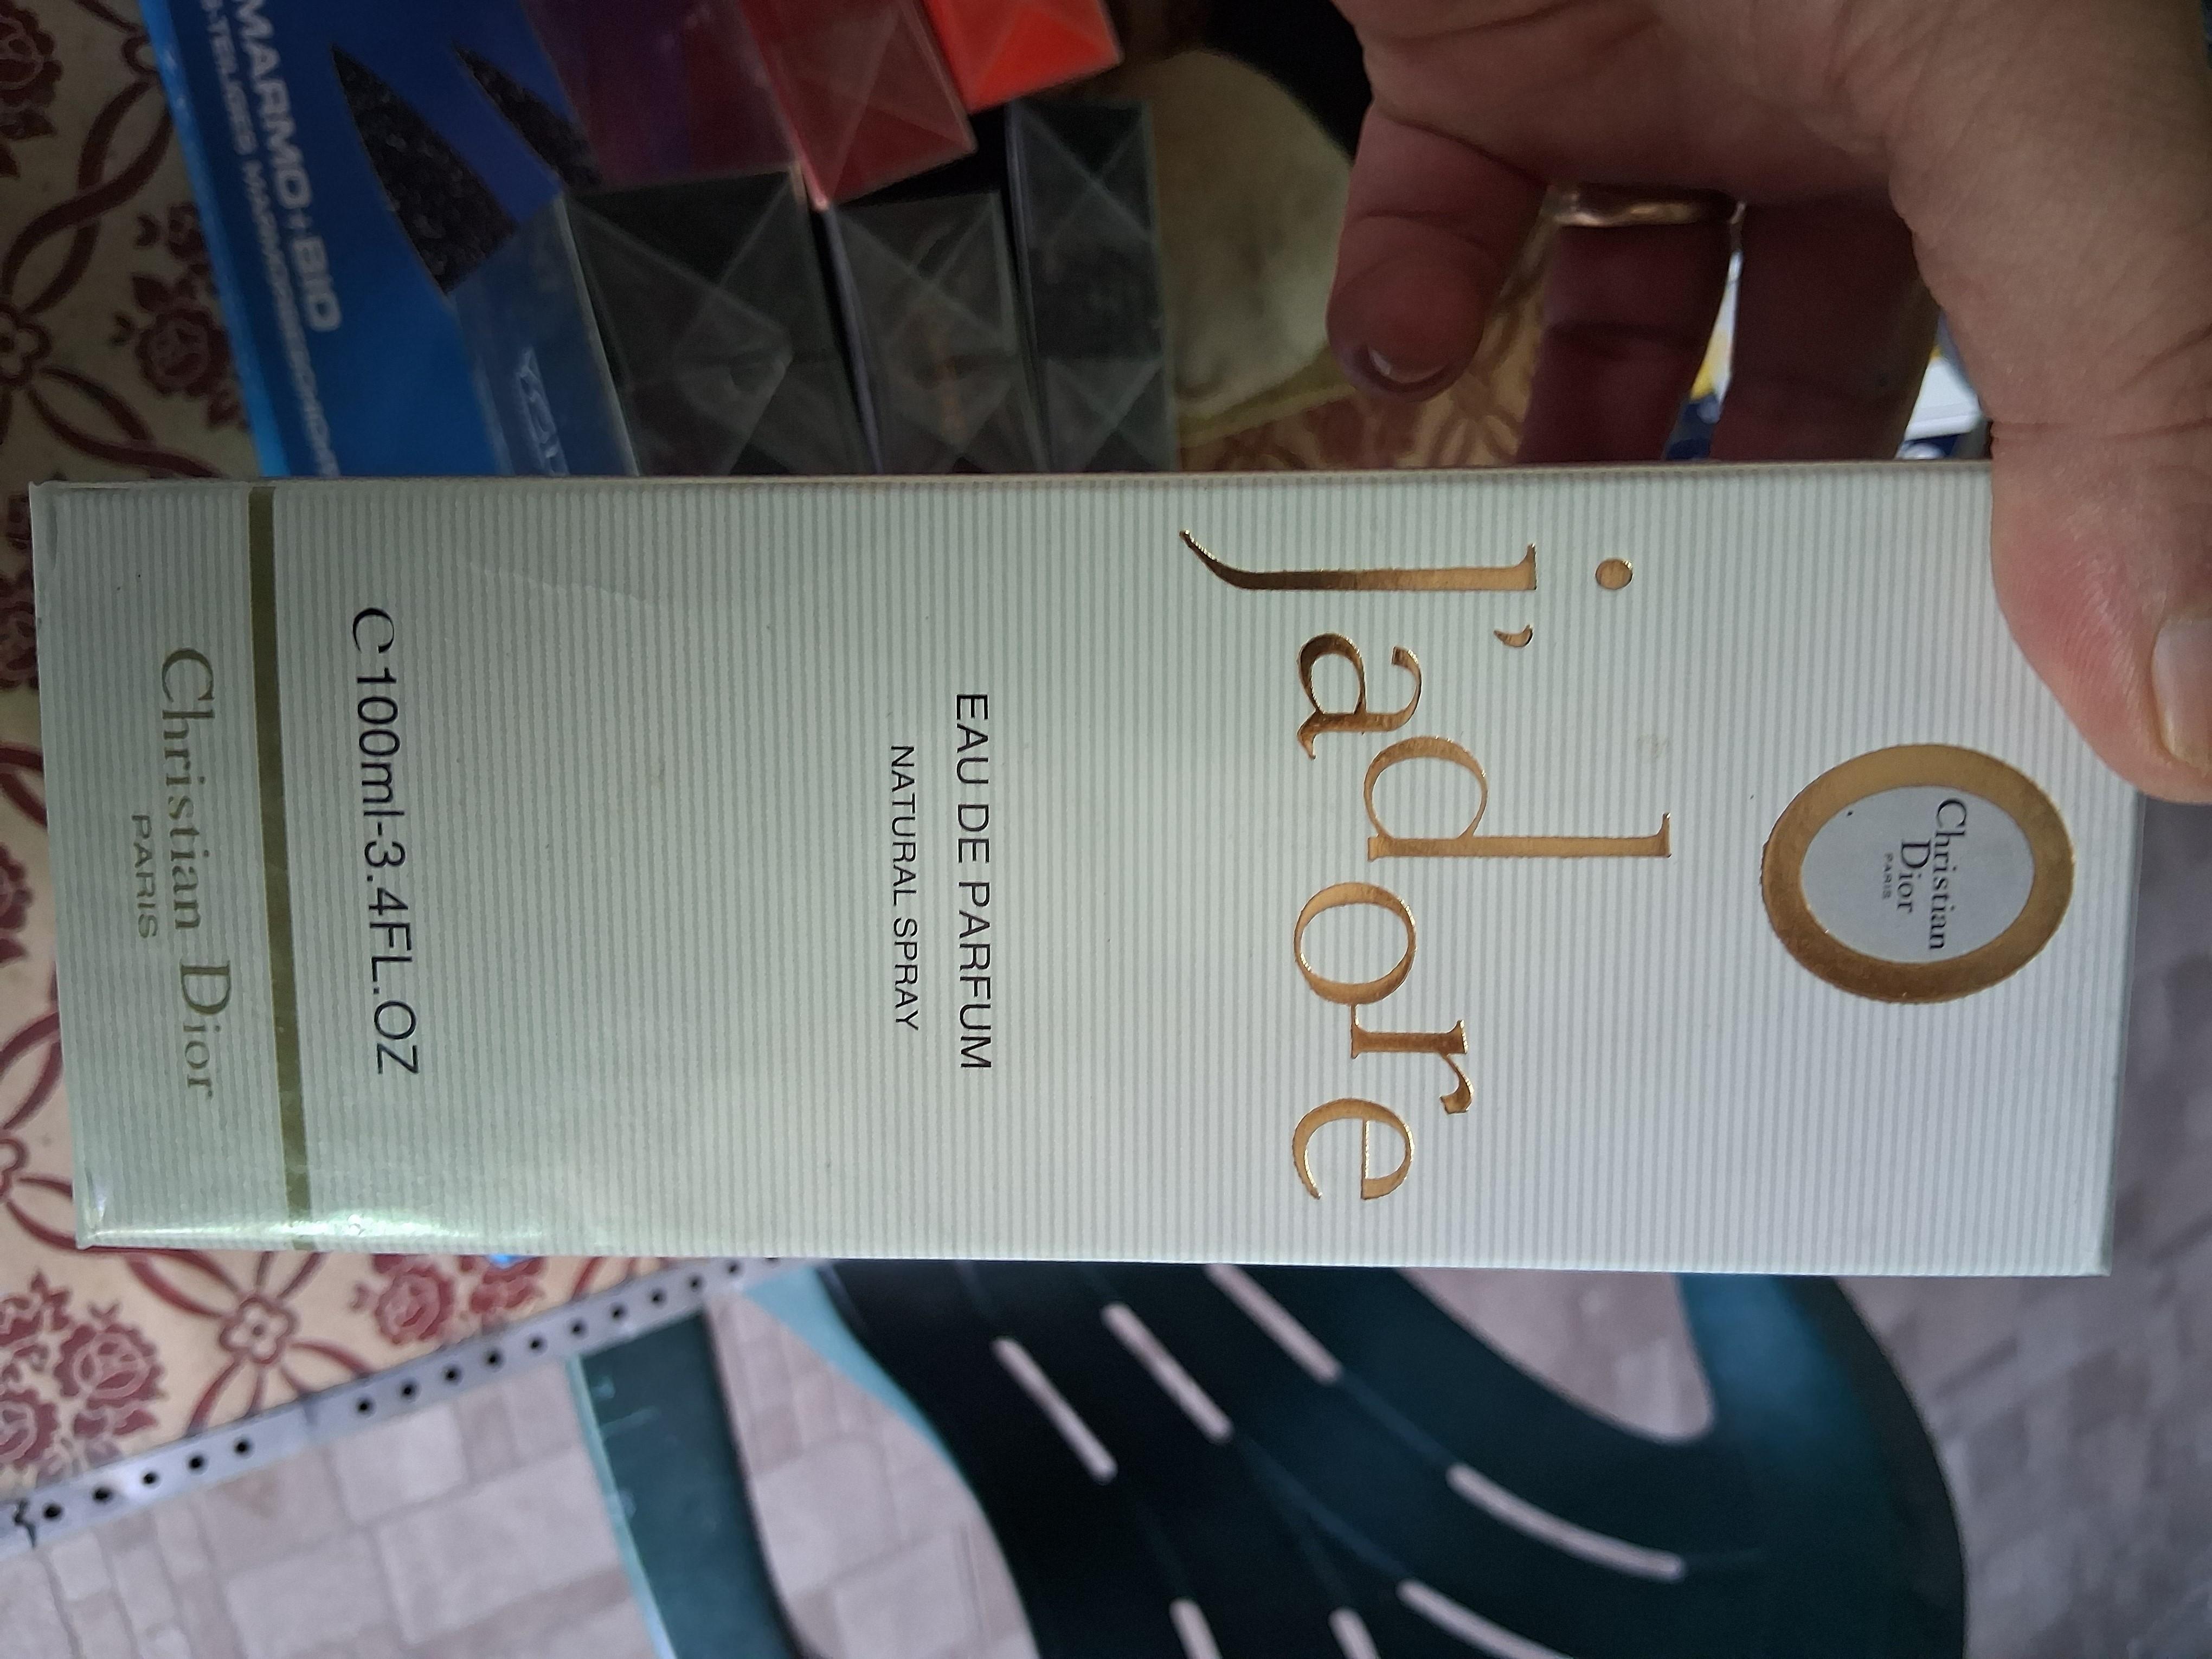 Christian
Dior
PARIS
j'adore
EAU DE PARFUM
NATURAL SPRAY
℮100ml-3.4FL.OZ
Christian Dior
PARIS
MARMO+BIO